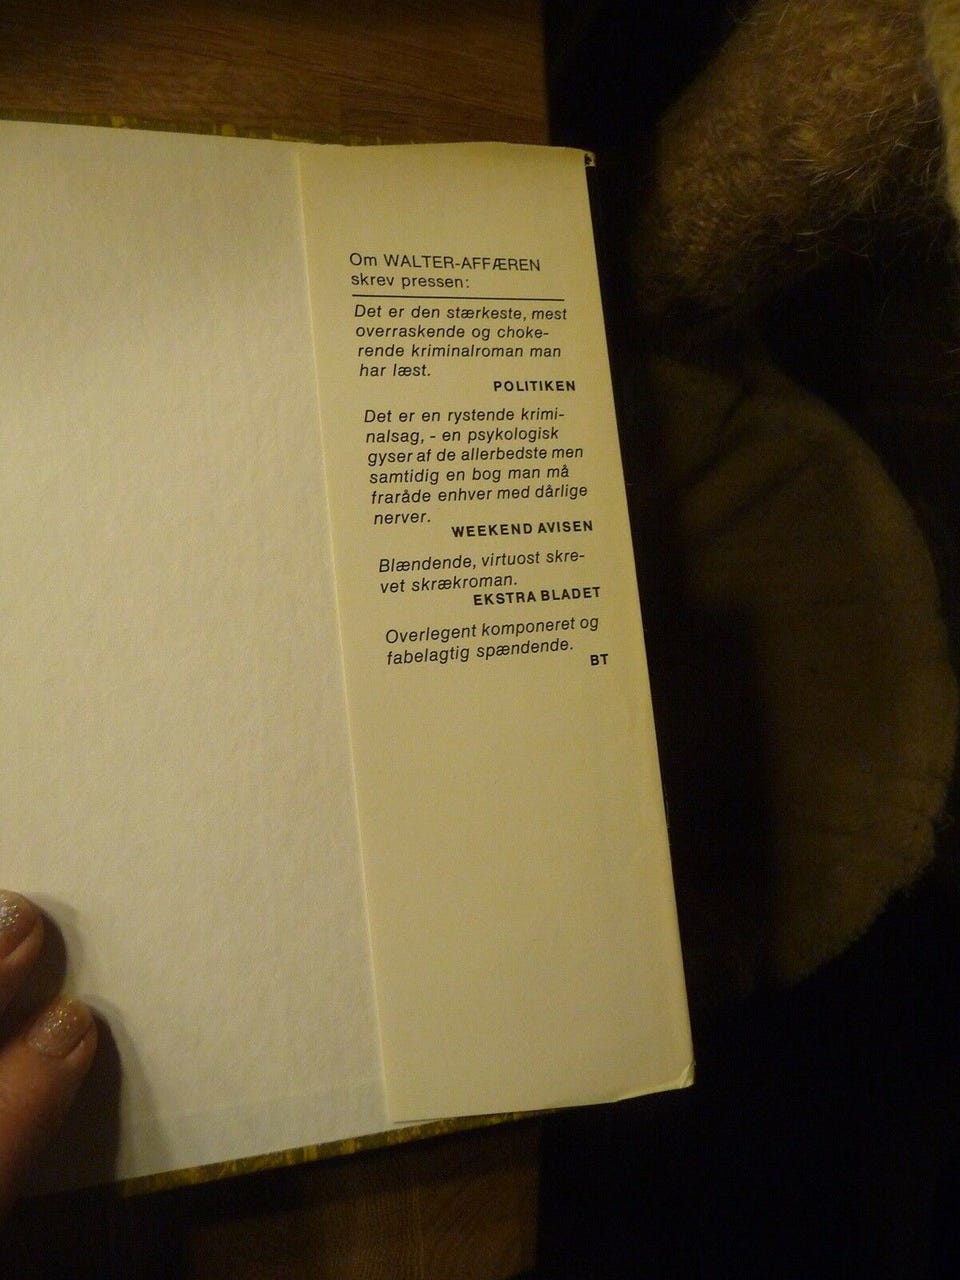 Om WALTER-AFFÆREN
skrev pressen:
Det er den stærkeste, mest
overraskende og choke-
rende kriminalroman man
har læst.
POLITIKEN
Det er en rystende krimi-
nalsag, - en psykologisk
gyser af de allerbedste men
samtidig en bog man må
fraråde enhver med dårlige
nerver.
WEEKEND AVISEN
Blændende, virtuost skre-
vet skrækroman.
EKSTRA BLADET
Overlegent komponeret og
fabelagtig spændende.
BT